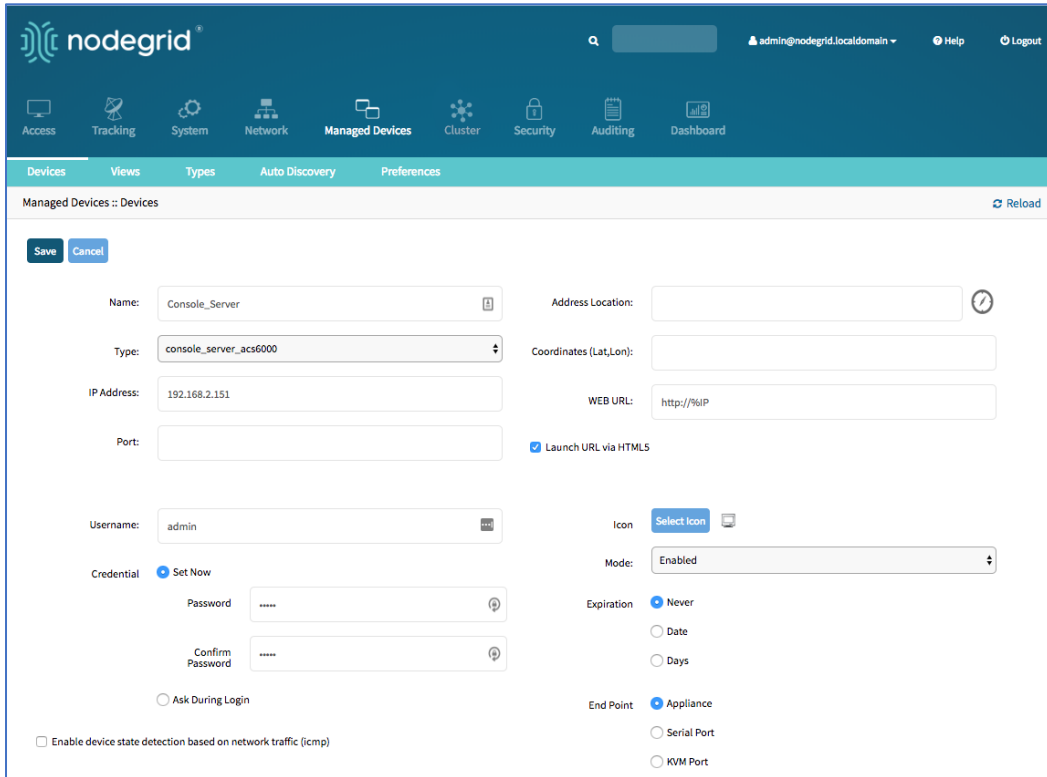 nodegrid®
admin@nodegrid.localdomain
Help
Logout
Access
Tracking
System
Network
Managed Devices
Cluster
Security
Auditing
Dashboard
Devices
Views
Types
Auto Discovery
Preferences
Managed Devices :: Devices
Reload
Save
Cancel
Name:
Console_Server
Type:
console_server_acs6000
IP Address:
192.168.2.151
Port:
Address Location:
Coordinates (Lat,Lon):
WEB URL:
http://%IP
Launch URL via HTML5
Username:
admin
Credential
Set Now
Password
•••••
Confirm
Password
•••••
Ask During Login
Enable device state detection based on network traffic (icmp)
Icon
Select Icon
Mode:
Enabled
Expiration
Never
Date
Days
End Point
Appliance
Serial Port
KVM Port